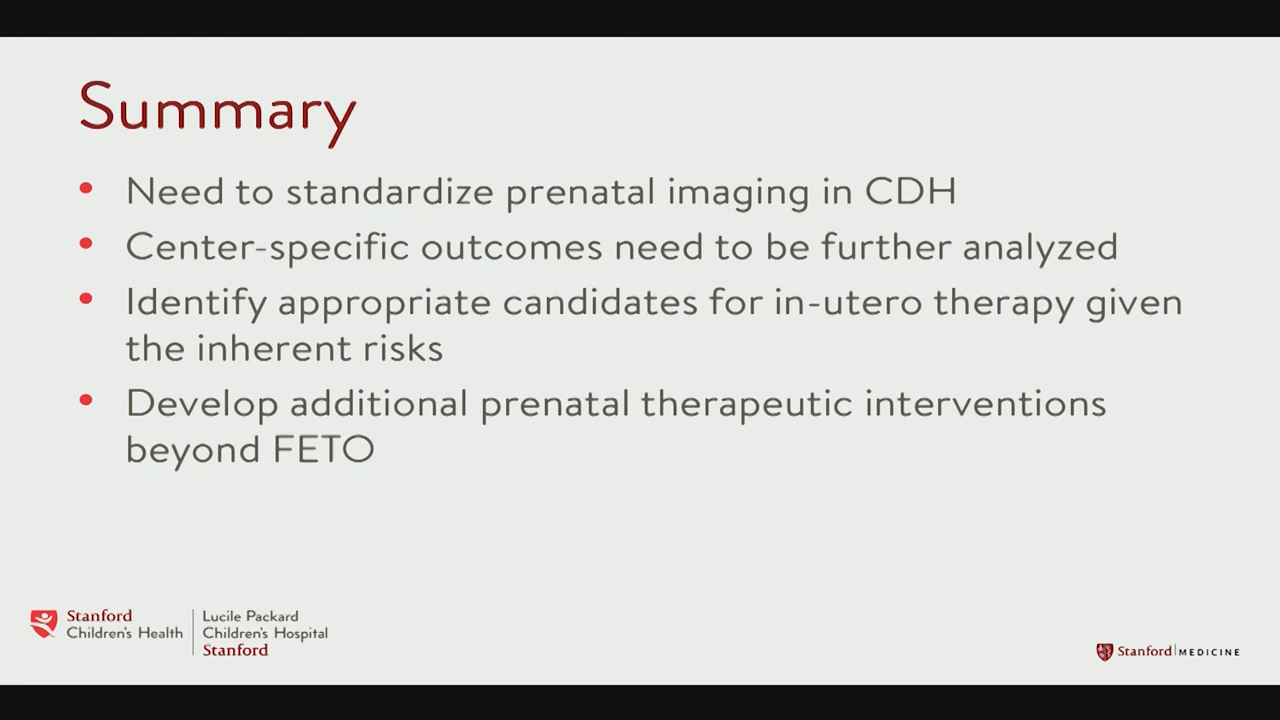 Summary
• Need to standardize prenatal imaging in CDH
• Center-specific outcomes need to be further analyzed
• Identify appropriate candidates for in-utero therapy given
the inherent risks
• Develop additional prenatal therapeutic interventions
beyond FETO
Stanford
Children's Health
Lucile Packard
Children's Hospital
Stanford
Stanford MEDICINE